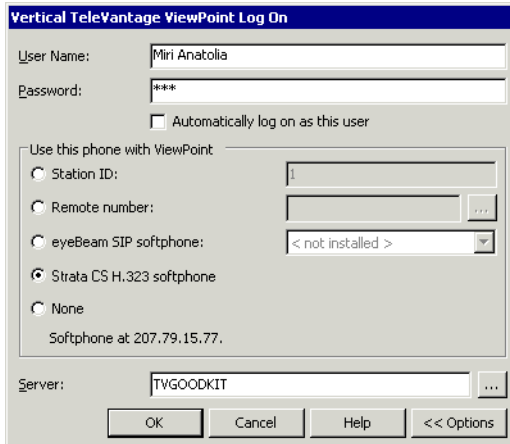 Vertical TeleVantage ViewPoint Log On
User Name: Miri Anatolia
Password: ***
Automatically log on as this user
Use this phone with ViewPoint
Station ID: 1
Remote number: ...
eyeBeam SIP softphone: < not installed >
Strata CS H.323 softphone
None
Softphone at 207.79.15.77.
Server: TVGOODKIT ...
OK Cancel Help << Options